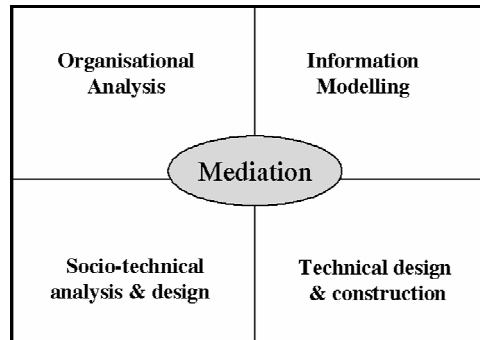 Organisational
Analysis
Information
Modelling
Mediation
Socio-technical
analysis & design
Technical design
& construction